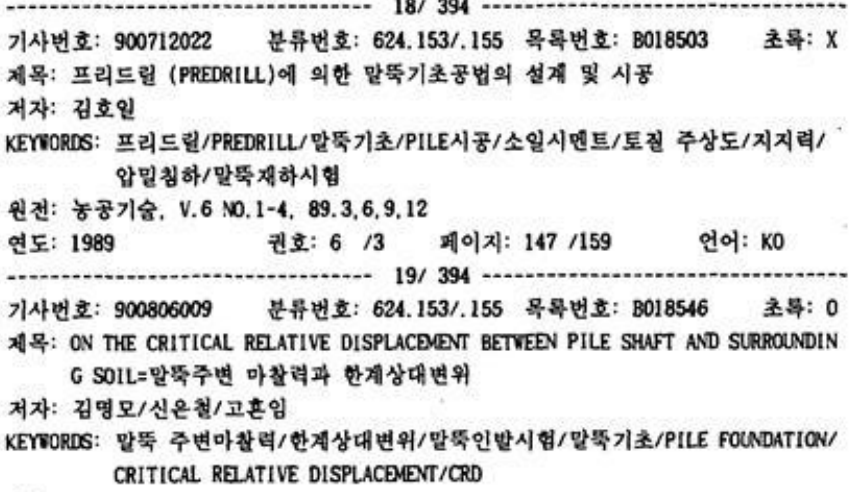 ---------------------------------- 18/ 394 ----------------------------------
기사번호: 900712022 분류번호: 624.153/.155 목록번호: B018503 초록: X
제목: 프리드릴 (PREDRILL)에 의한 말뚝기초공법의 설계 및 시공
저자: 김호일
KEYWORDS: 프리드릴/PREDRILL/말뚝기초/PILE시공/소일시멘트/토질 주상도/지지력/
압밀침하/말뚝재하시험
원전: 농공기술, V.6 NO.1-4, 89.3,6,9,12
연도: 1989 권호: 6 /3 페이지: 147 /159 언어: KO
---------------------------------- 19/ 394 ----------------------------------
기사번호: 900806009 분류번호: 624.153/.155 목록번호: B018546 초록: O
제목: ON THE CRITICAL RELATIVE DISPLACEMENT BETWEEN PILE SHAFT AND SURROUNDIN
G SOIL=말뚝주변 마찰력과 한계상대변위
저자: 김명모/신은철/고훈임
KEYWORDS: 말뚝 주변마찰력/한계상대변위/말뚝인발시험/말뚝기초/PILE FOUNDATION/
CRITICAL RELATIVE DISPLACEMENT/CRD